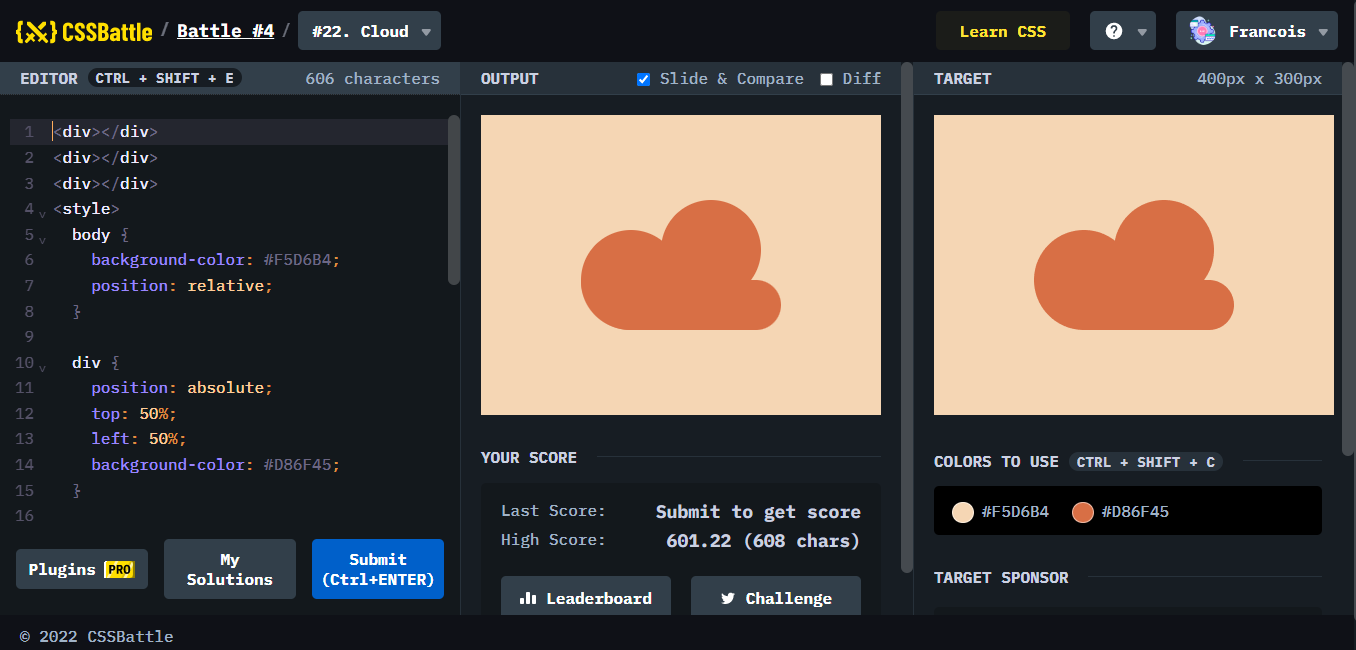 CSSBattle / Battle #4 / #22. Cloud
Learn CSS
?
Francois
EDITOR CTRL + SHIFT + E 606 characters
1 <div></div>
2 <div></div>
3 <div></div>
4 <style>
5 body {
6 background-color: #F5D6B4;
7 position: relative;
8 }
9
10 div {
11 position: absolute;
12 top: 50%;
13 left: 50%;
14 background-color: #D86F45;
15 }
16
Plugins PRO
My
Solutions
Submit
(Ctrl+ENTER)
OUTPUT Slide & Compare Diff
YOUR SCORE
Last Score: Submit to get score
High Score: 601.22 (608 chars)
Leaderboard
Challenge
TARGET 400px x 300px
COLORS TO USE CTRL + SHIFT + C
#F5D6B4 #D86F45
TARGET SPONSOR
© 2022 CSSBattle